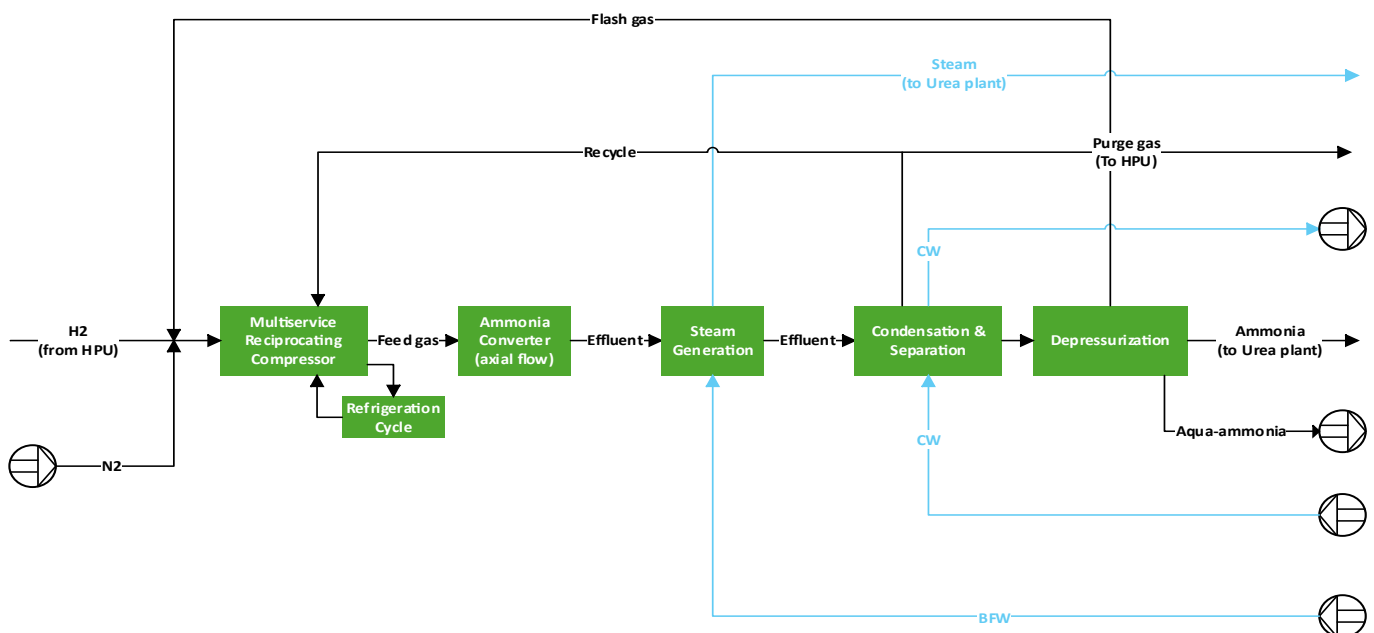 Flash gas
Steam
(to Urea plant)
Recycle
Purge gas
(To HPU)
CW
H2
(from HPU)
Multiservice
Reciprocating
Compressor
Feed gas
Ammonia
Converter
(axial flow)
Effluent
Steam
Generation
Effluent
Condensation &
Separation
Depressurization
Ammonia
(to Urea plant)
Refrigeration
Cycle
Aqua-ammonia
CW
N2
BFW